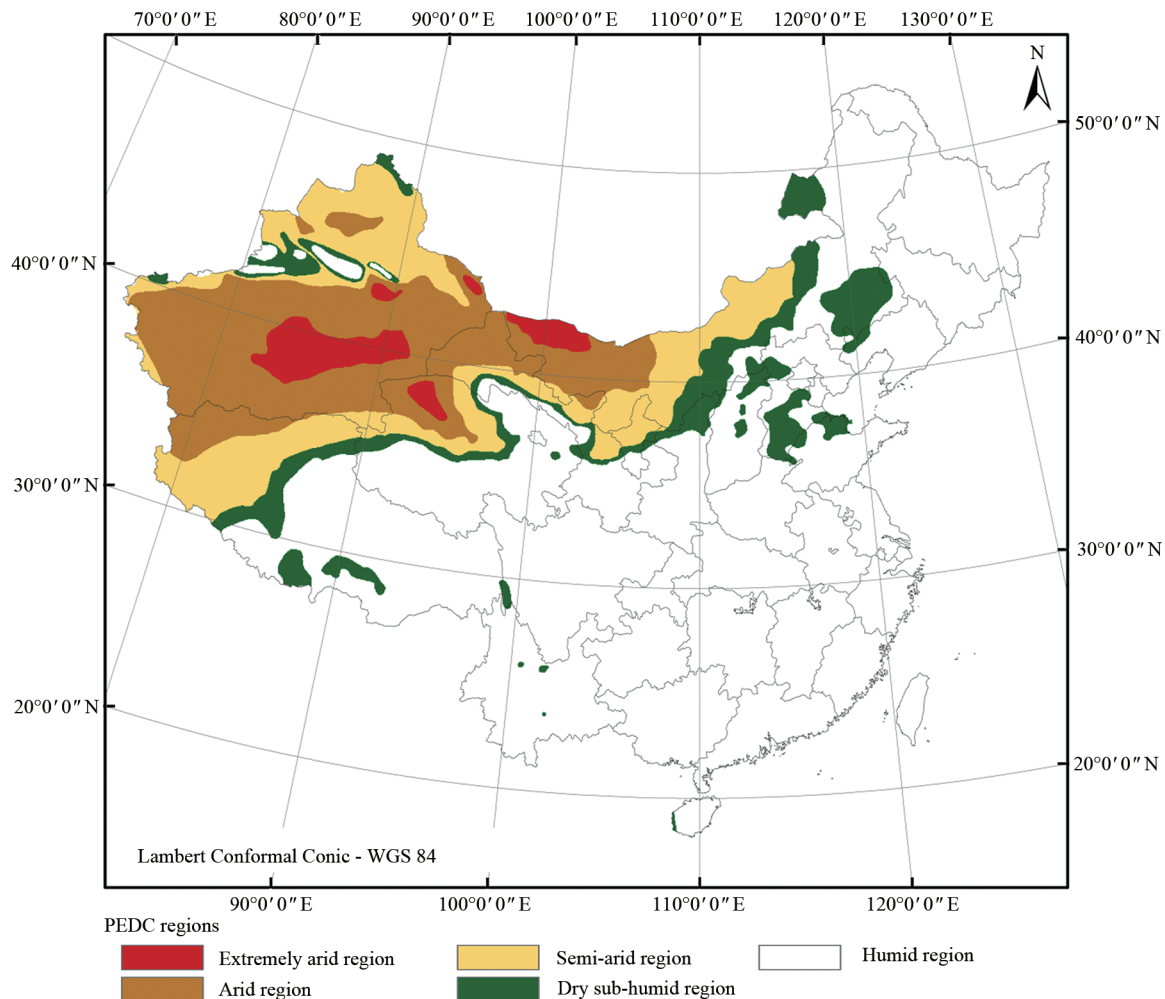 70°0′0″E 80°0′0″E 90°0′0″E 100°0′0″E 110°0′0″E 120°0′0″E 130°0′0″E
N
50°0′0″N
40°0′0″N
40°0′0″N
30°0′0″N
30°0′0″N
20°0′0″N
20°0′0″N
Lambert Conformal Conic - WGS 84
90°0′0″E 100°0′0″E 110°0′0″E 120°0′0″E
PEDC regions
Extremely arid region Semi-arid region Humid region
Arid region Dry sub-humid region